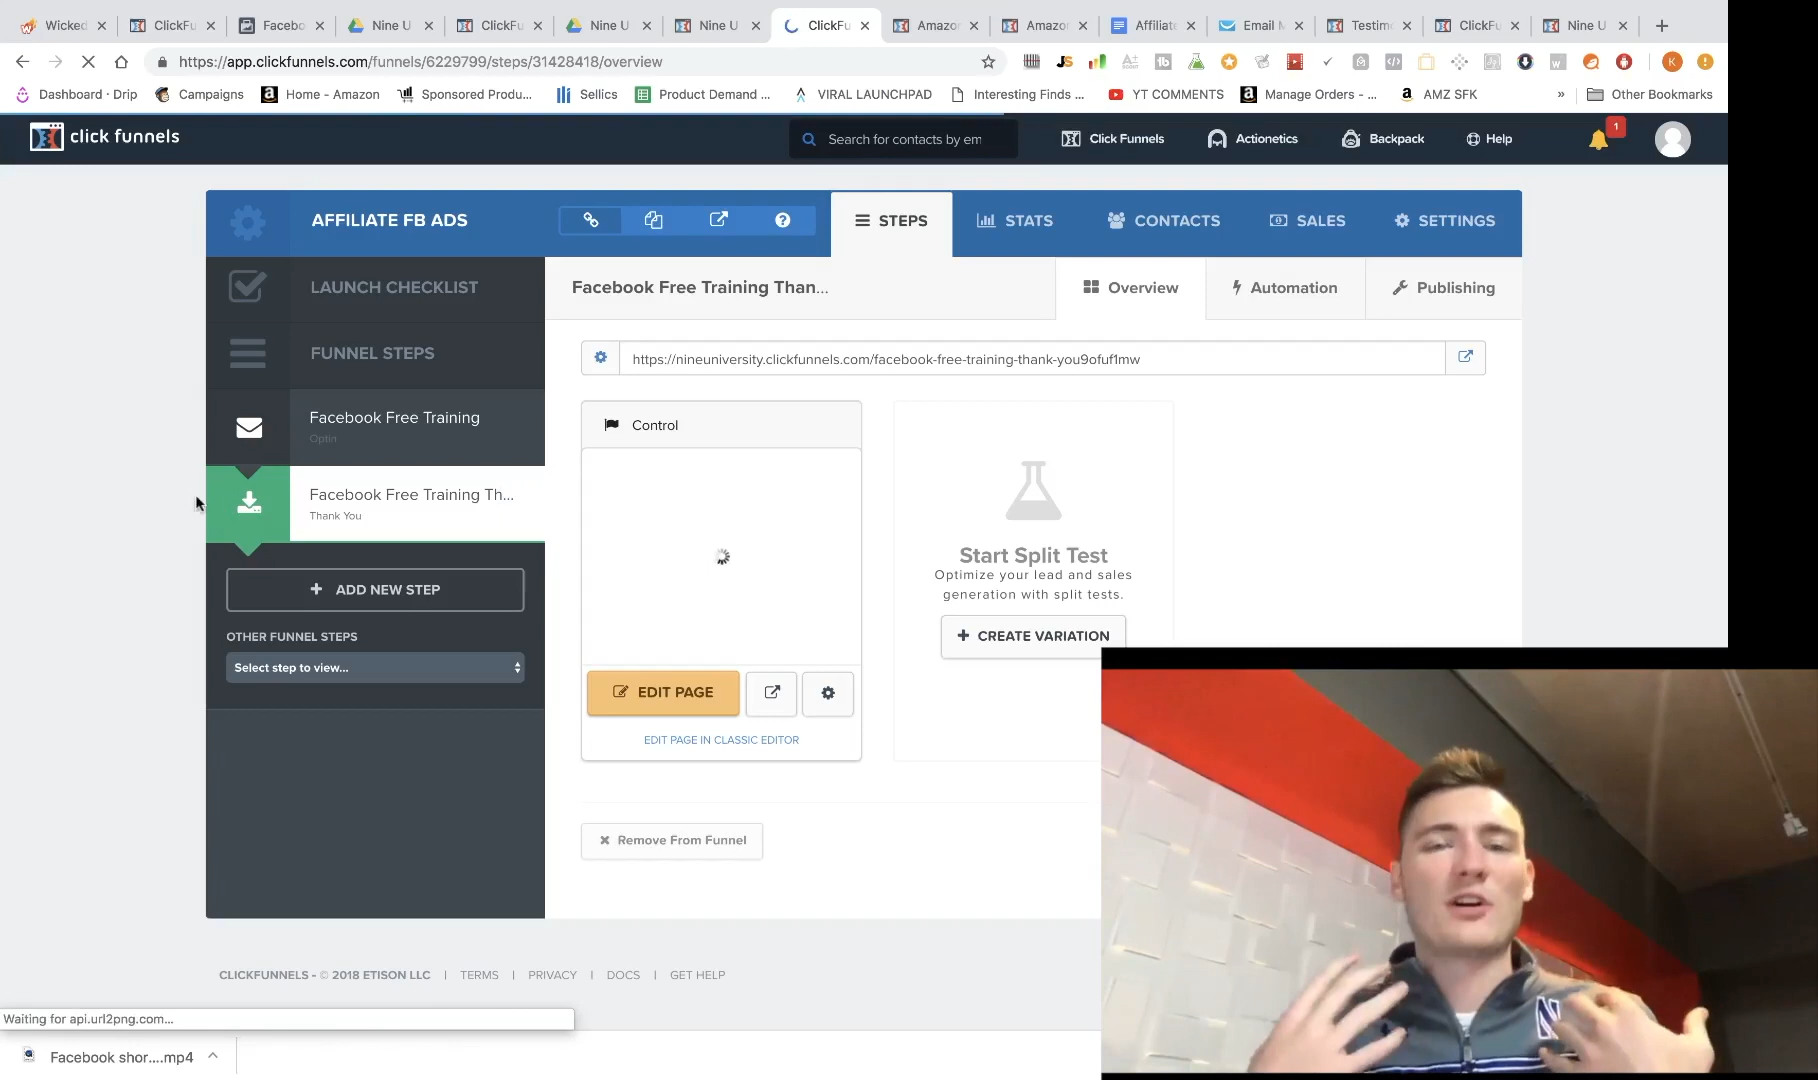 Wicked
ClickFu
Facebo
Nine U
ClickFu
Nine U
Nine U
ClickFu
Amazo
Amazo
Affiliate
Email M
Testim
ClickFu
Nine U
https://app.clickfunnels.com/funnels/6229799/steps/31428418/overview
Dashboard · Drip
Campaigns
Home - Amazon
Sponsored Produ...
Sellics
Product Demand ...
VIRAL LAUNCHPAD
Interesting Finds ...
YT COMMENTS
Manage Orders - ...
AMZ SFK
»
Other Bookmarks
click funnels
Search for contacts by em
Click Funnels
Actionetics
Backpack
Help
1
AFFILIATE FB ADS
STEPS
STATS
CONTACTS
SALES
SETTINGS
LAUNCH CHECKLIST
Facebook Free Training Than...
Overview
Automation
Publishing
FUNNEL STEPS
https://nineuniversity.clickfunnels.com/facebook-free-training-thank-you9ofuf1mw
Facebook Free Training
Optin
Control
Facebook Free Training Th...
Thank You
Start Split Test
Optimize your lead and sales
generation with split tests.
+ ADD NEW STEP
OTHER FUNNEL STEPS
Select step to view...
+ CREATE VARIATION
EDIT PAGE
EDIT PAGE IN CLASSIC EDITOR
Remove From Funnel
N
CLICKFUNNELS - © 2018 ETISON LLC | TERMS | PRIVACY | DOCS | GET HELP
Waiting for api.url2png.com...
Facebook shor....mp4